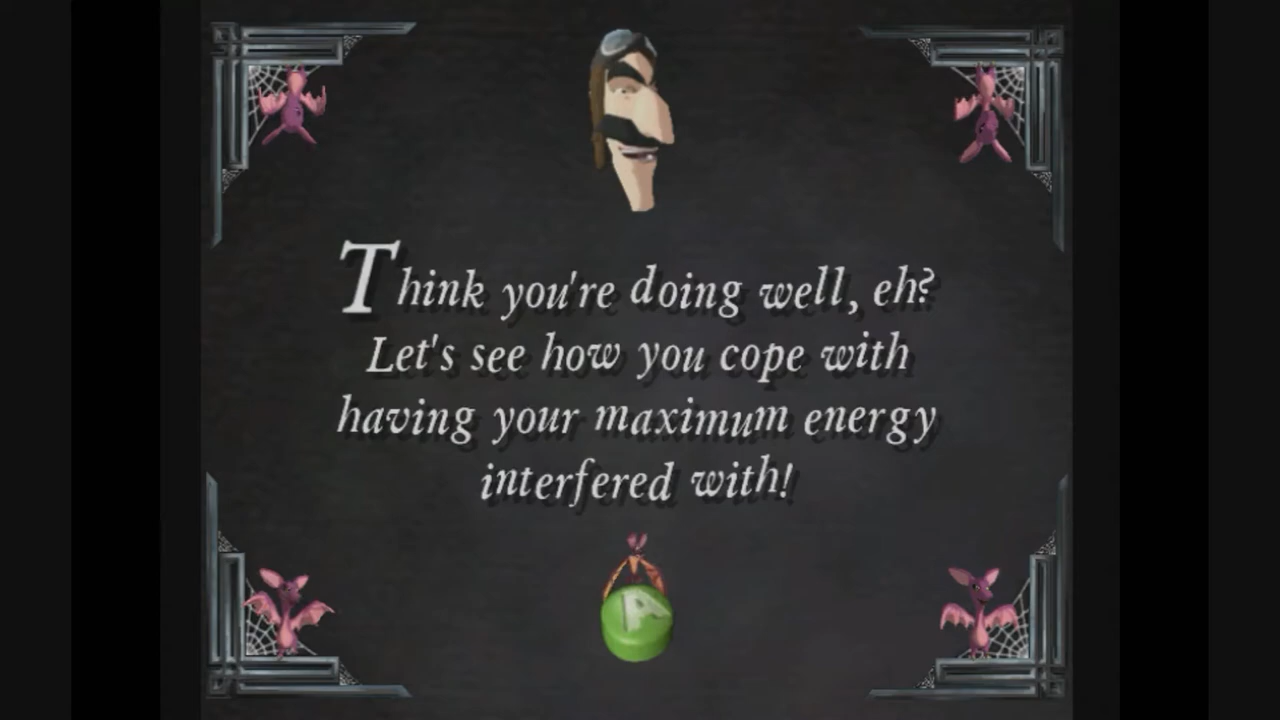 Think you're doing well, eh?
Let's see how you cope with
having your maximum energy
interfered with!
A